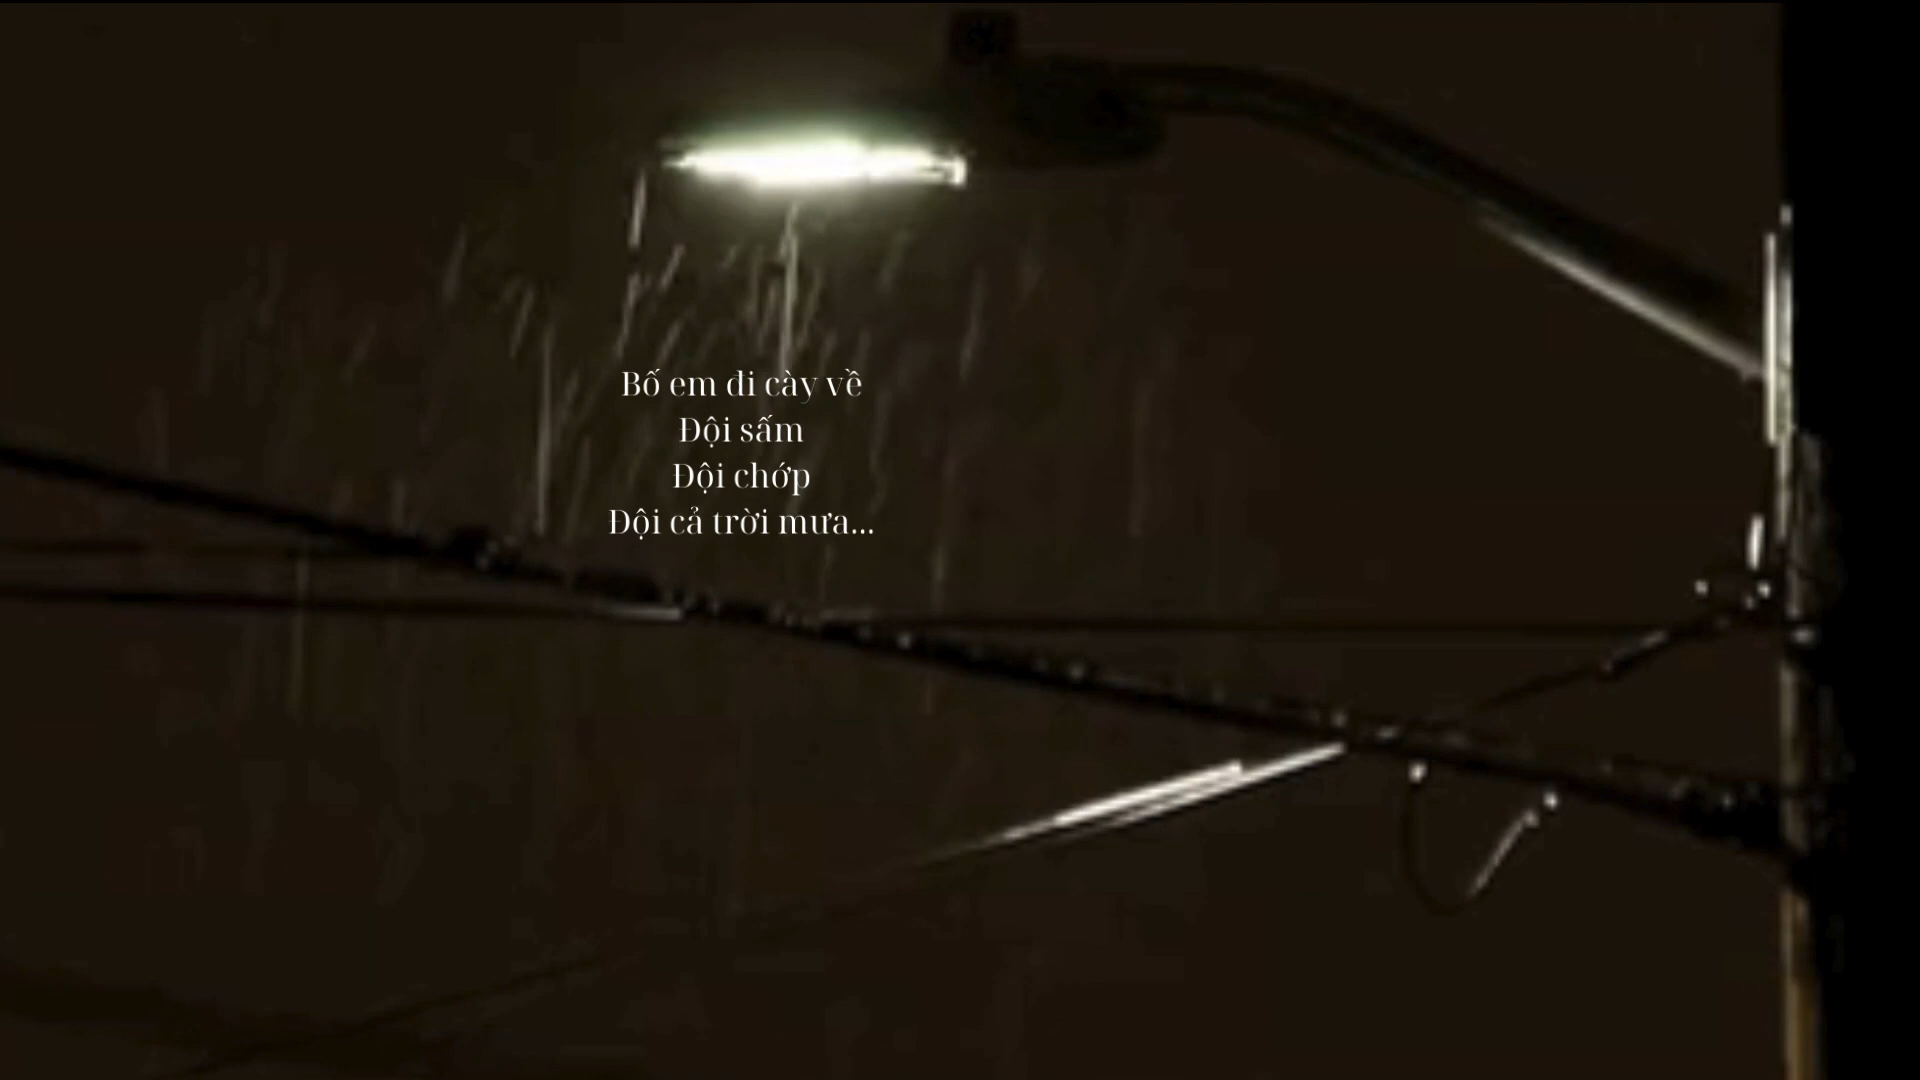 Bố em đi cày về
Đội sấm
Đội chớp
Đội cả trời mưa...